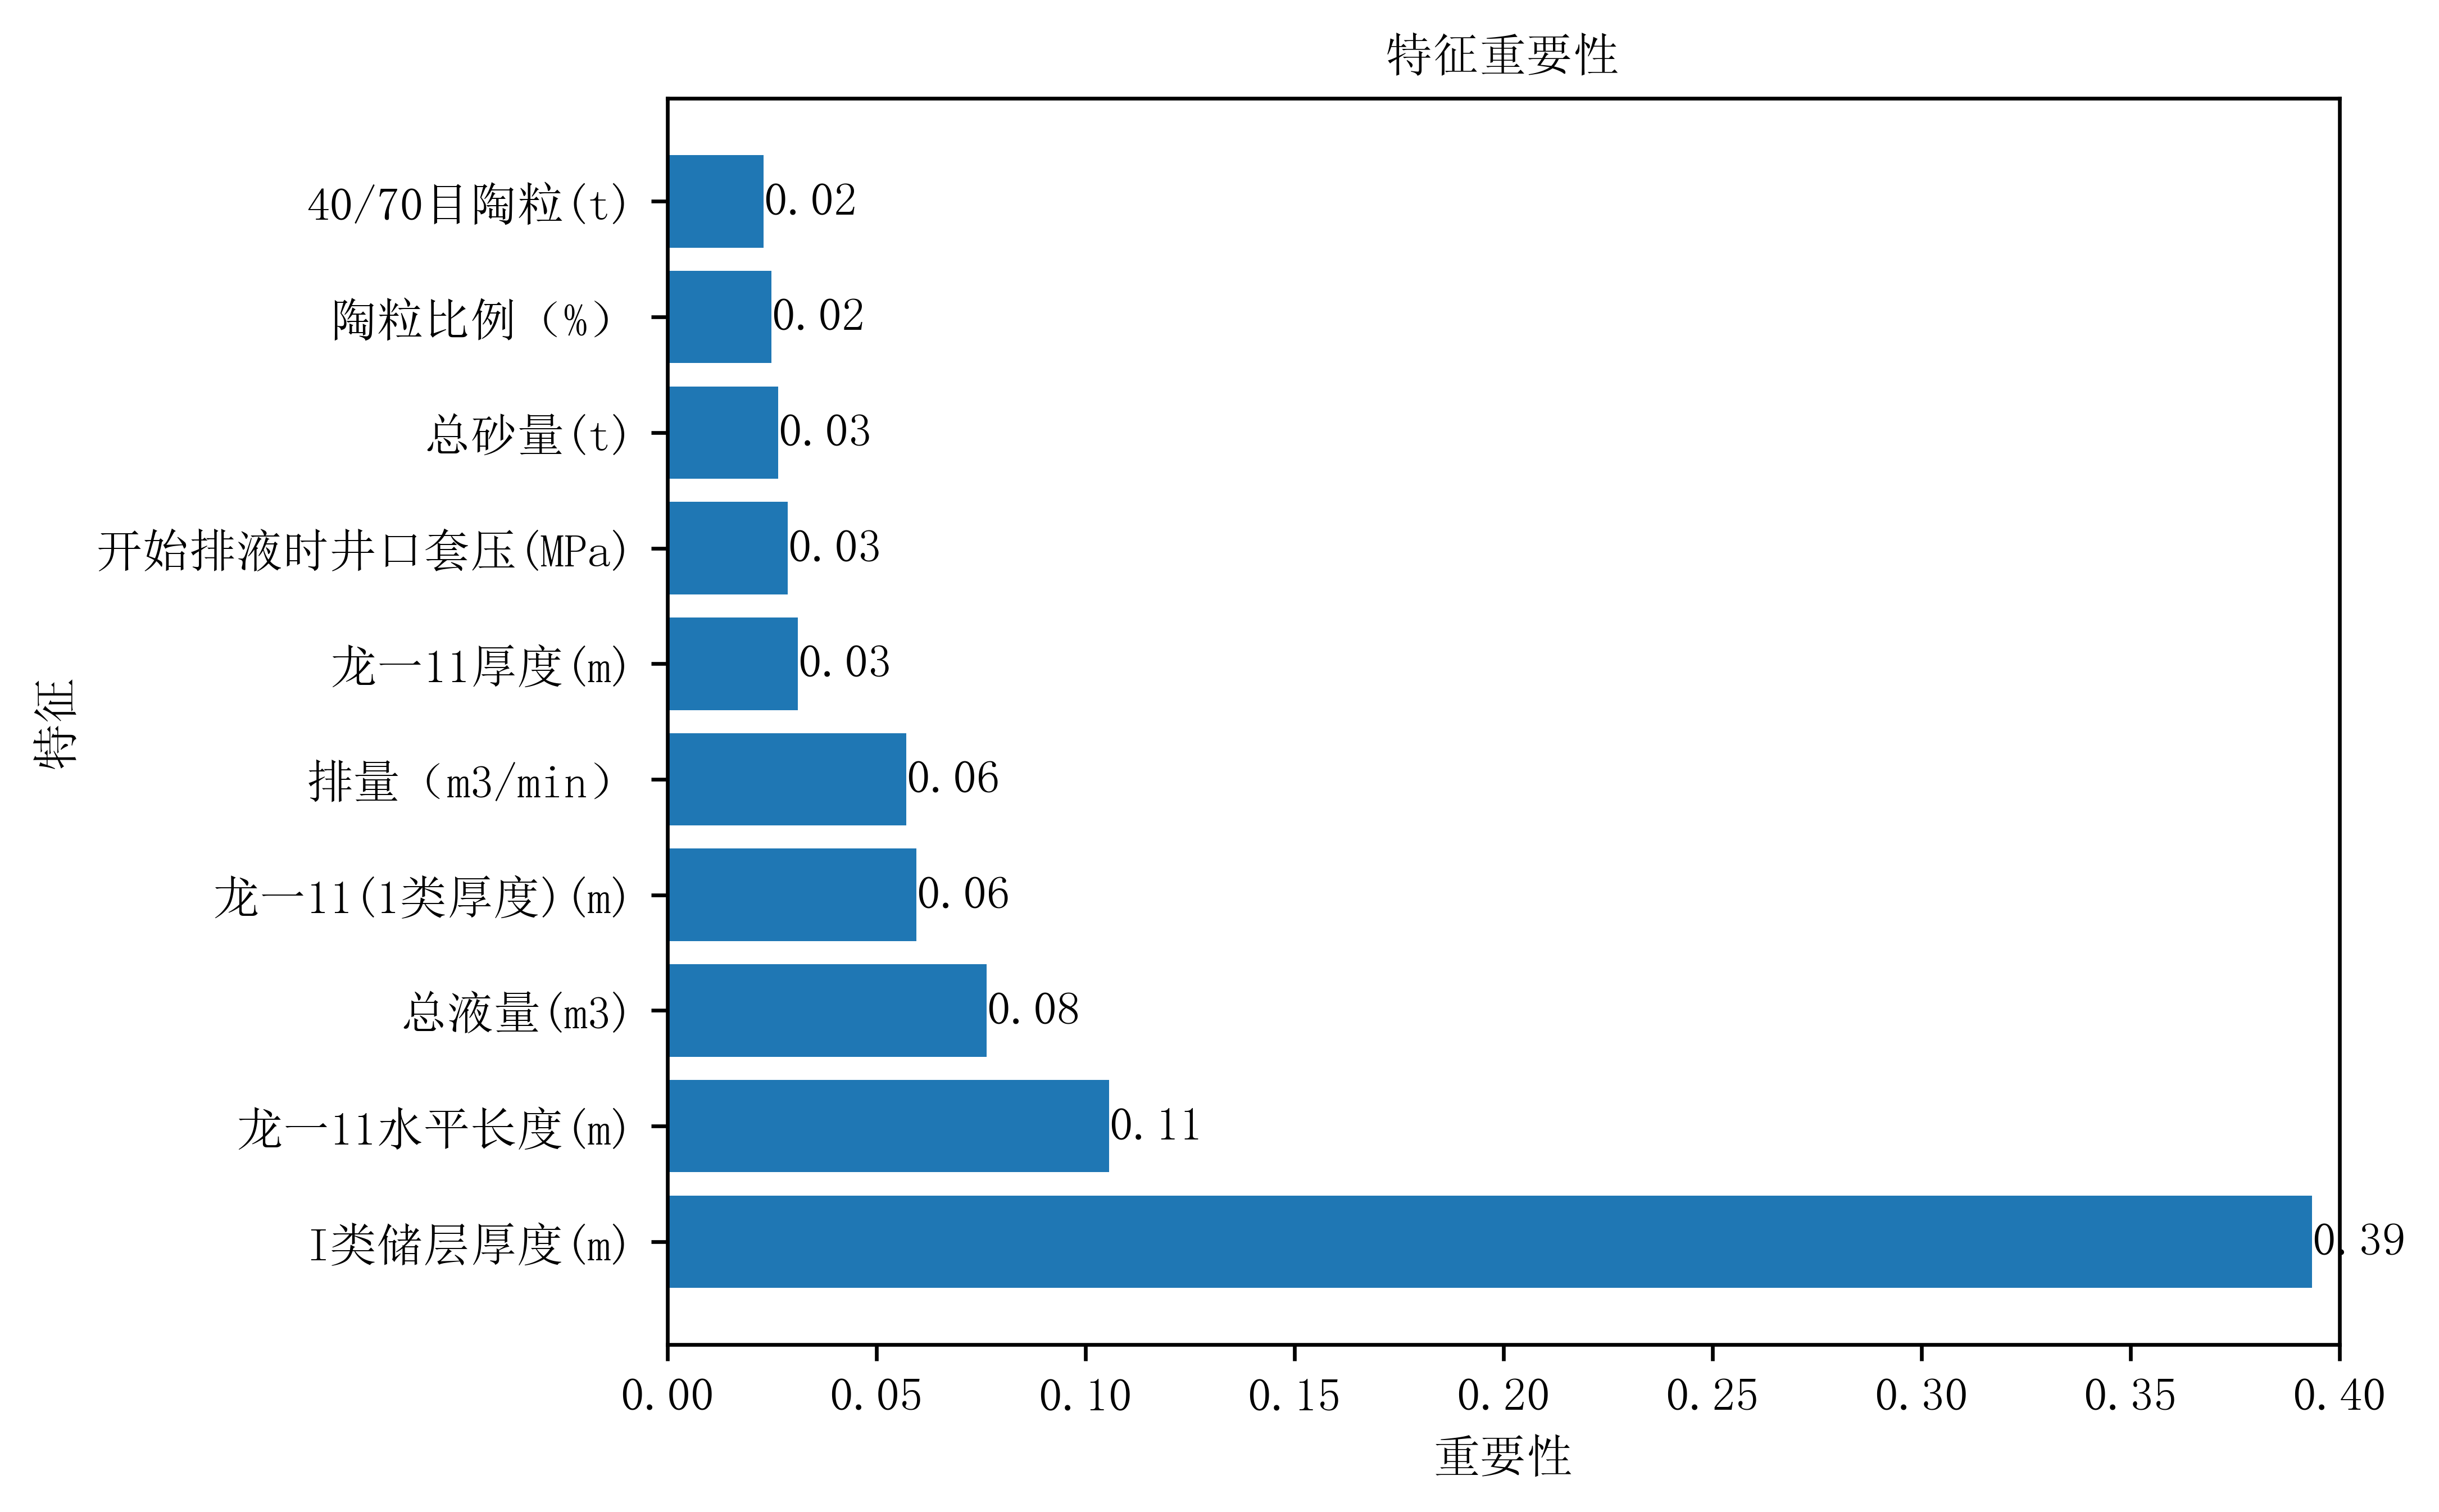 特征重要性
40/70目陶粒(t)
0.02
陶粒比例（%）
0.02
总砂量(t)
0.03
开始排液时井口套压(MPa)
0.03
龙一11厚度(m)
0.03
排量（m3/min）
0.06
龙一11(1类厚度)(m)
0.06
总液量(m3)
0.08
龙一11水平长度(m)
0.11
I类储层厚度(m)
0.39
特征
0.00 0.05 0.10 0.15 0.20 0.25 0.30 0.35 0.40
重要性